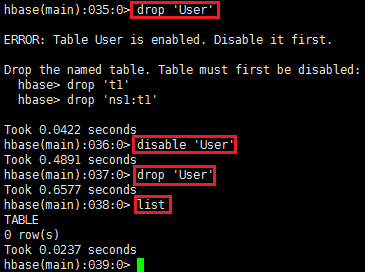 hbase(main):035:0> drop 'User'
ERROR: Table User is enabled. Disable it first.
Drop the named table. Table must first be disabled:
hbase> drop 't1'
hbase> drop 'ns1:t1'
Took 0.0422 seconds
hbase(main):036:0> disable 'User'
Took 0.4891 seconds
hbase(main):037:0> drop 'User'
Took 0.6577 seconds
hbase(main):038:0> list
TABLE
0 row(s)
Took 0.0237 seconds
hbase(main):039:0>